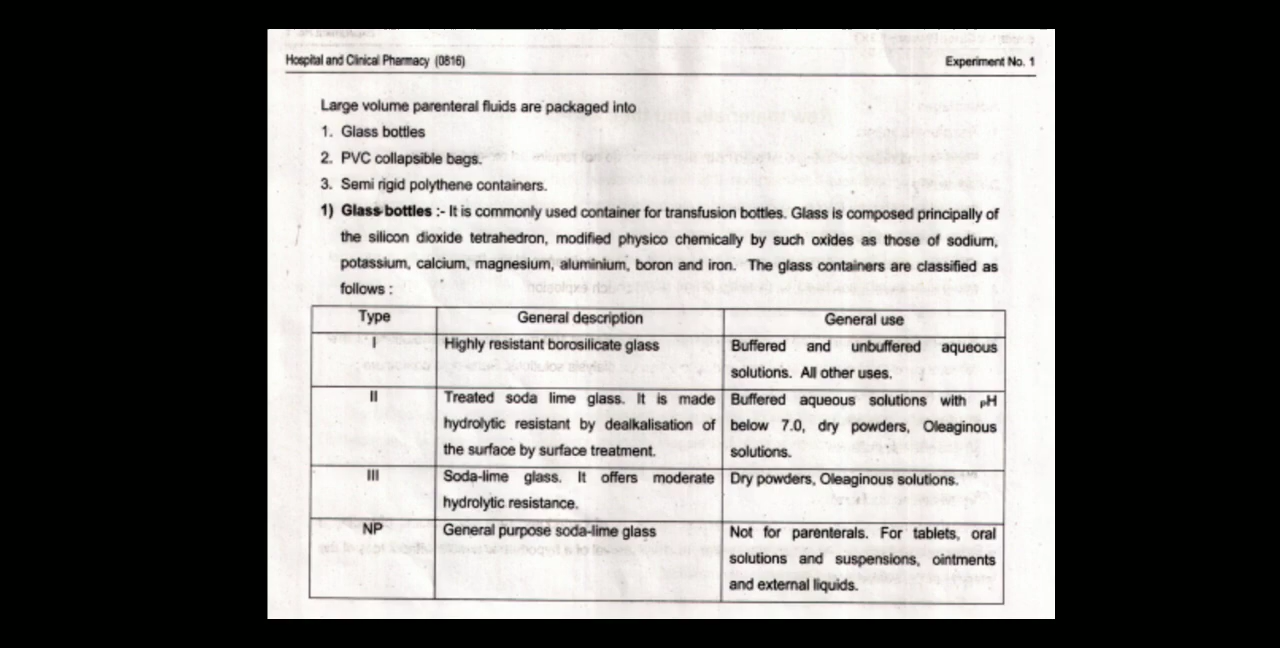 Hospital and Clinical Pharmacy (0816) Experiment No. 1
Large volume parenteral fluids are packaged into
1. Glass bottles
2. PVC collapsible bags.
3. Semi rigid polythene containers.
1) Glass bottles :- It is commonly used container for transfusion bottles. Glass is composed principally of
the silicon dioxide tetrahedron, modified physico chemically by such oxides as those of sodium,
potassium, calcium, magnesium, aluminium, boron and iron. The glass containers are classified as
follows :
Type General description General use
I Highly resistant borosilicate glass Buffered and unbuffered aqueous
solutions. All other uses.
II Treated soda lime glass. It is made Buffered aqueous solutions with pH
hydrolytic resistant by dealkalisation of below 7.0, dry powders, Oleaginous
the surface by surface treatment. solutions.
III Soda-lime glass. It offers moderate Dry powders, Oleaginous solutions.
hydrolytic resistance.
NP General purpose soda-lime glass Not for parenterals. For tablets, oral
solutions and suspensions, ointments
and external liquids.